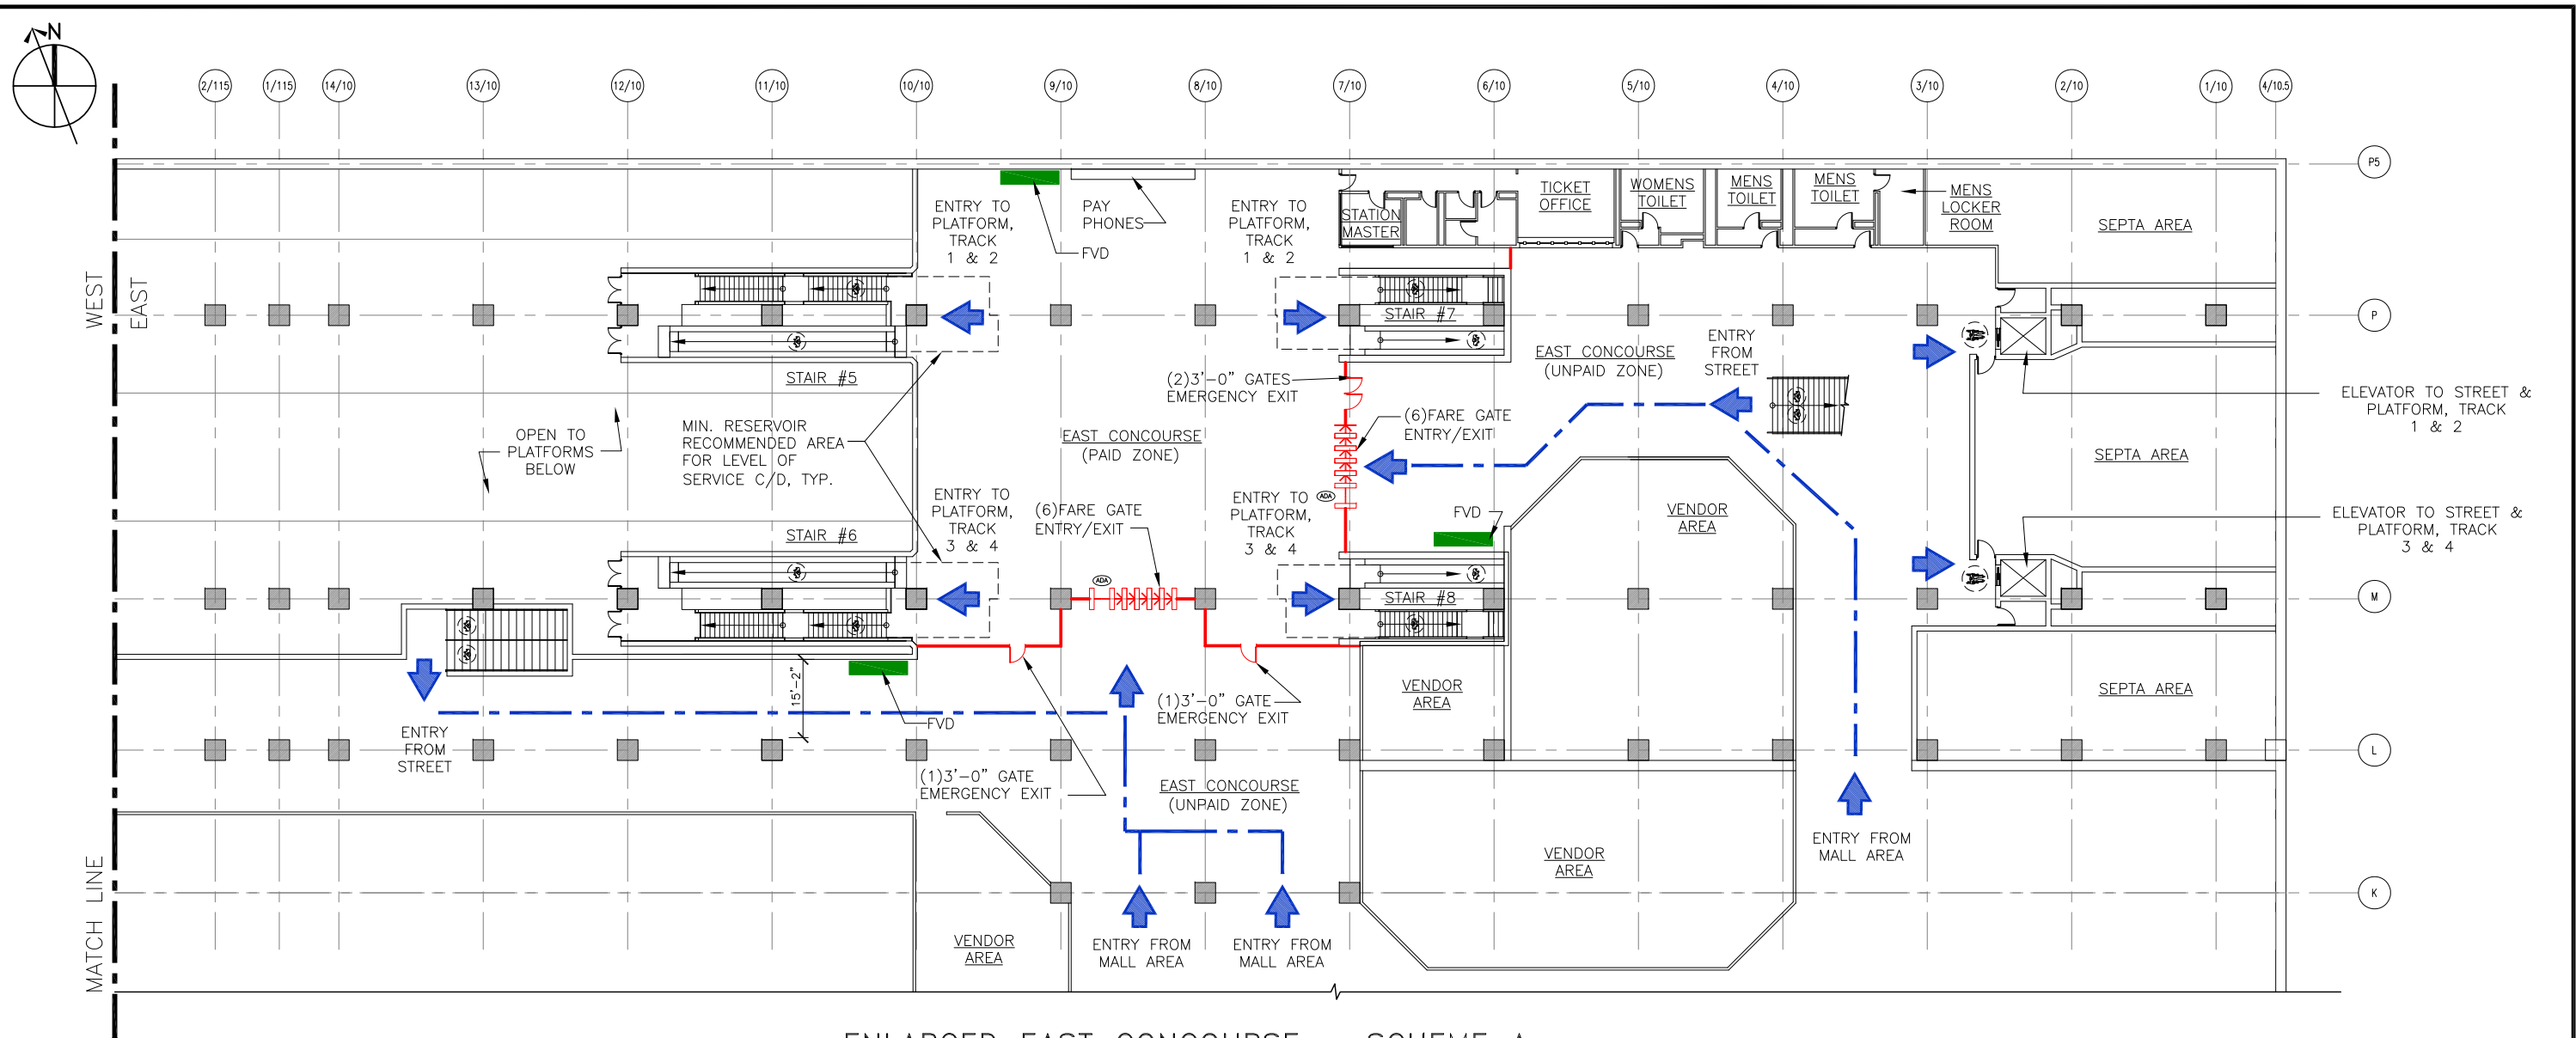 N
2/115
1/115
14/10
13/10
12/10
11/10
10/10
9/10
8/10
7/10
6/10
5/10
4/10
3/10
2/10
1/10
4/10.5
P5
P
M
L
K
WEST
EAST
MATCH LINE
ENTRY TO
PLATFORM,
TRACK
1 & 2
FVD
PAY
PHONES
ENTRY TO
PLATFORM,
TRACK
1 & 2
STATION
MASTER
TICKET
OFFICE
WOMENS
TOILET
MENS
TOILET
MENS
TOILET
MENS
LOCKER
ROOM
SEPTA AREA
STAIR #7
STAIR #5
(2)3'-0" GATES
EMERGENCY EXIT
EAST CONCOURSE
(UNPAID ZONE)
ENTRY
FROM
STREET
ELEVATOR TO STREET &
PLATFORM, TRACK
1 & 2
OPEN TO
PLATFORMS
BELOW
MIN. RESERVOIR
RECOMMENDED AREA
FOR LEVEL OF
SERVICE C/D, TYP.
EAST CONCOURSE
(PAID ZONE)
(6)FARE GATE
ENTRY/EXIT
SEPTA AREA
ENTRY TO
PLATFORM,
TRACK
3 & 4
(6)FARE GATE
ENTRY/EXIT
ENTRY TO
PLATFORM,
TRACK
3 & 4
ADA
FVD
VENDOR
AREA
ELEVATOR TO STREET &
PLATFORM, TRACK
3 & 4
STAIR #6
ADA
STAIR #8
15'-2"
FVD
(1)3'-0" GATE
EMERGENCY EXIT
VENDOR
AREA
SEPTA AREA
ENTRY
FROM
STREET
(1)3'-0" GATE
EMERGENCY EXIT
EAST CONCOURSE
(UNPAID ZONE)
VENDOR
AREA
ENTRY FROM
MALL AREA
VENDOR
AREA
ENTRY FROM
MALL AREA
ENTRY FROM
MALL AREA
ENLARGED EAST CONCOURSE - SCHEME A